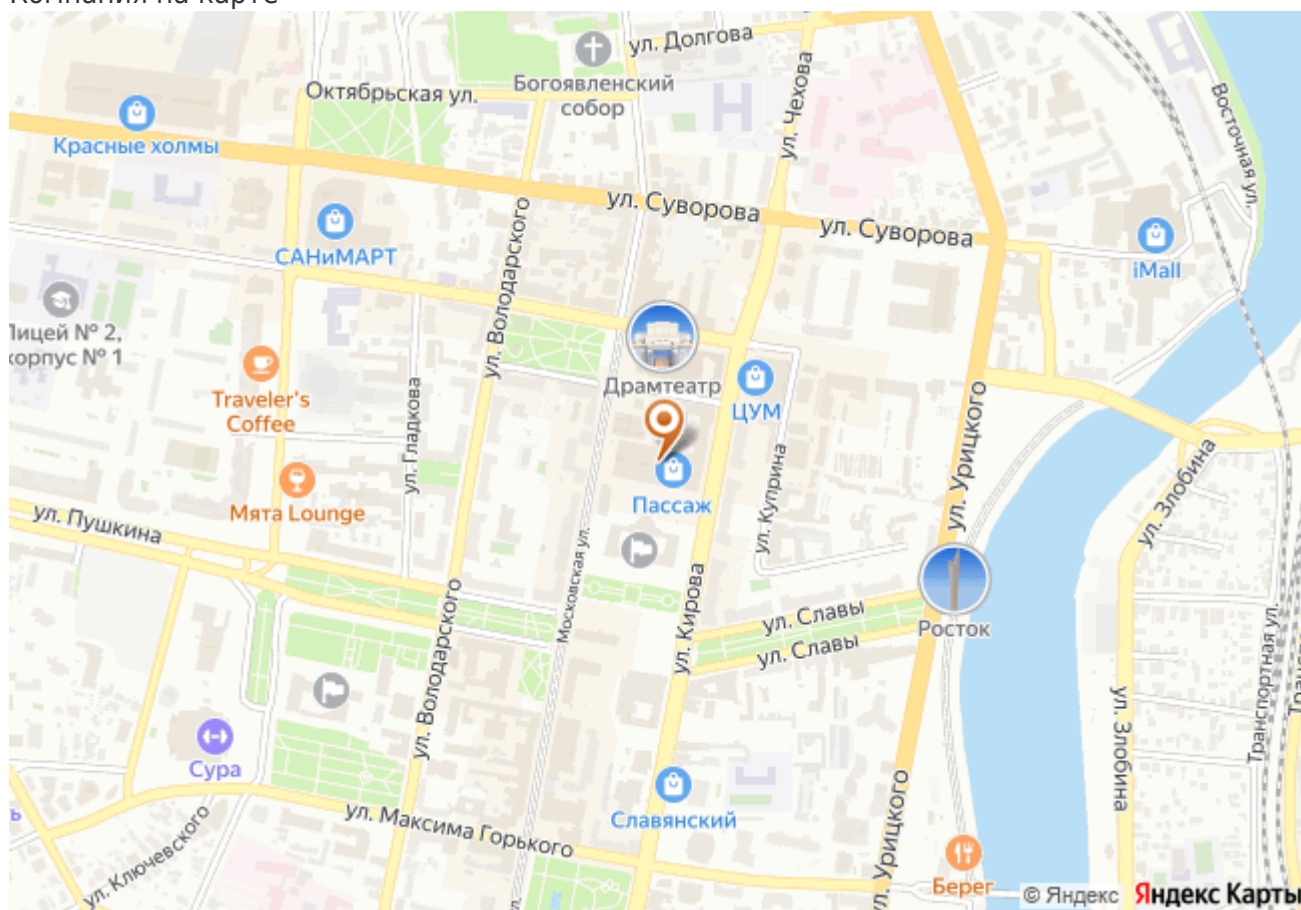 Компания на карте
ул. Долгова
Богоявленский
собор
Октябрьская ул.
ул. Чехова
Восточная ул.
Красные холмы
ул. Суворова
ул. Суворова
САНиМАРТ
iMall
ул. Володарского
Лицей № 2,
корпус № 1
Traveler's
Coffee
Драмтеатр
ЦУМ
ул. Гладкова
ул. Урицкого
ул. Куприна
ул. Злобина
Мята Lounge
Пассаж
ул. Пушкина
Московская ул.
ул. Кирова
ул. Славы
ул. Славы
Росток
ул. Володарского
Транспортная ул.
ул. Злобина
Сура
Славянский
ул. Максима Горького
ул. Ключевского
ул. Урицкого
Берег
© Яндекс Яндекс Карты